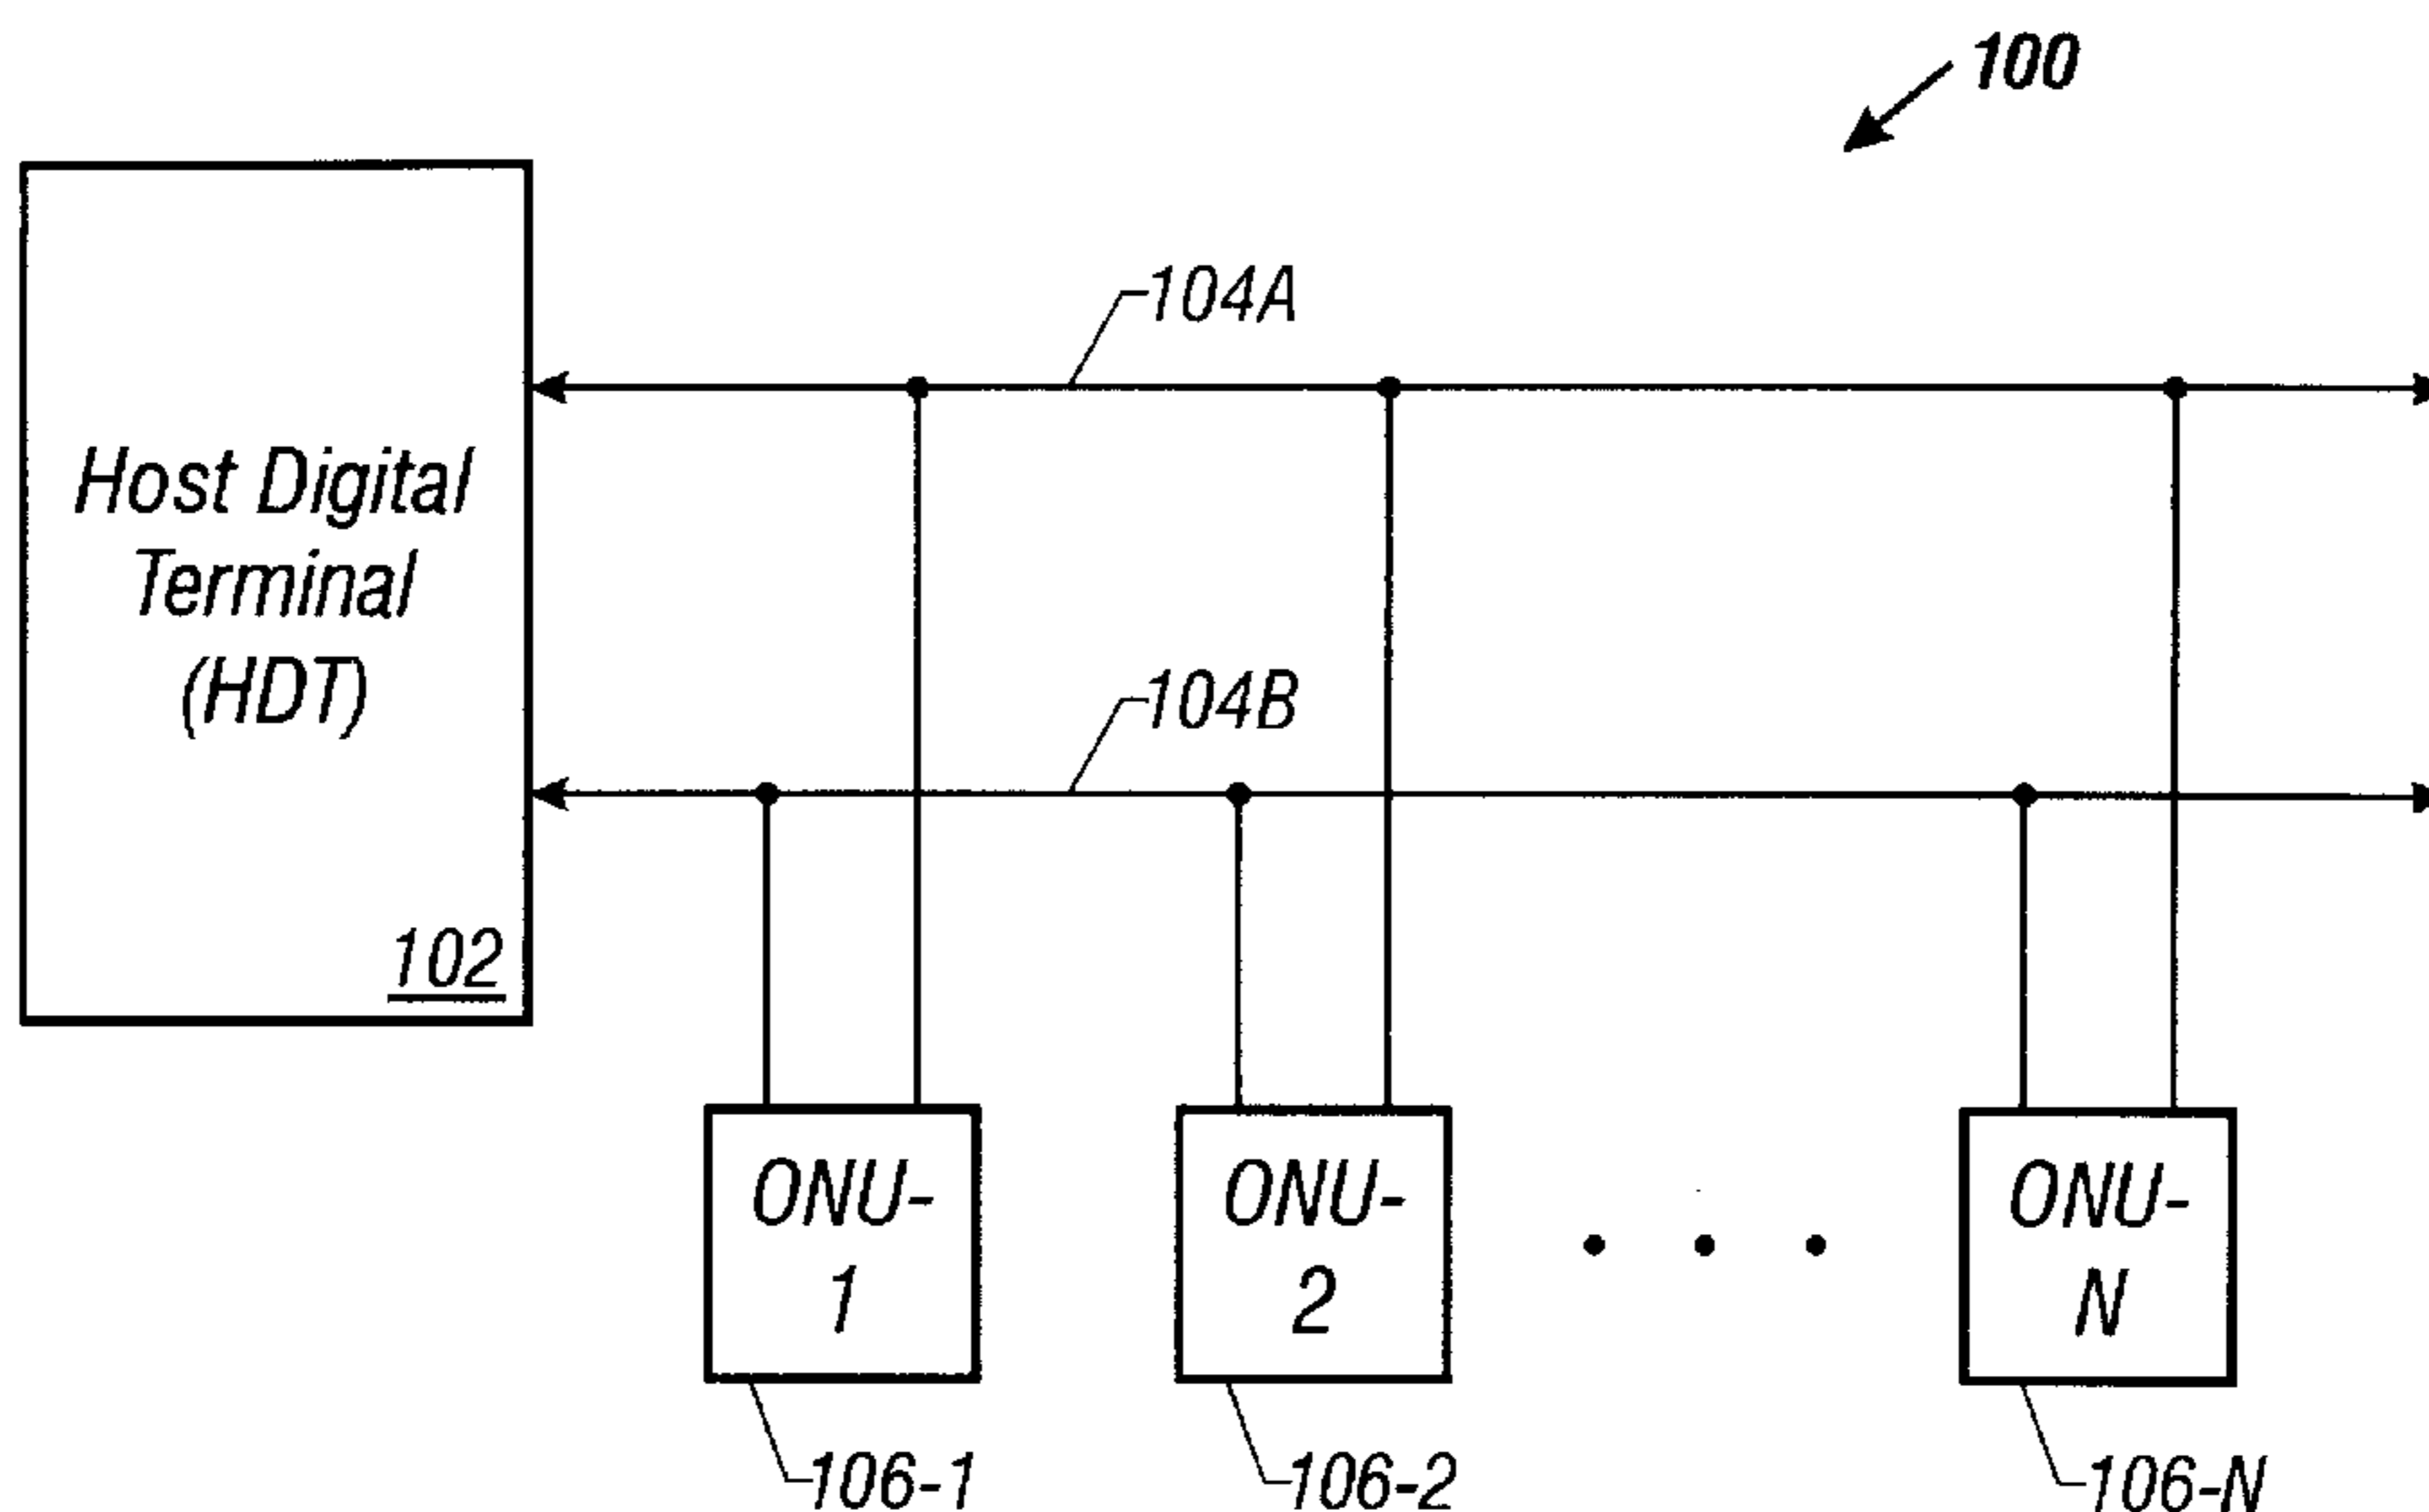 100
104A
Host Digital
Terminal
(HDT)
104B
102
ONU-
1
ONU-
2
ONU-
N
106-1
106-2
106-N